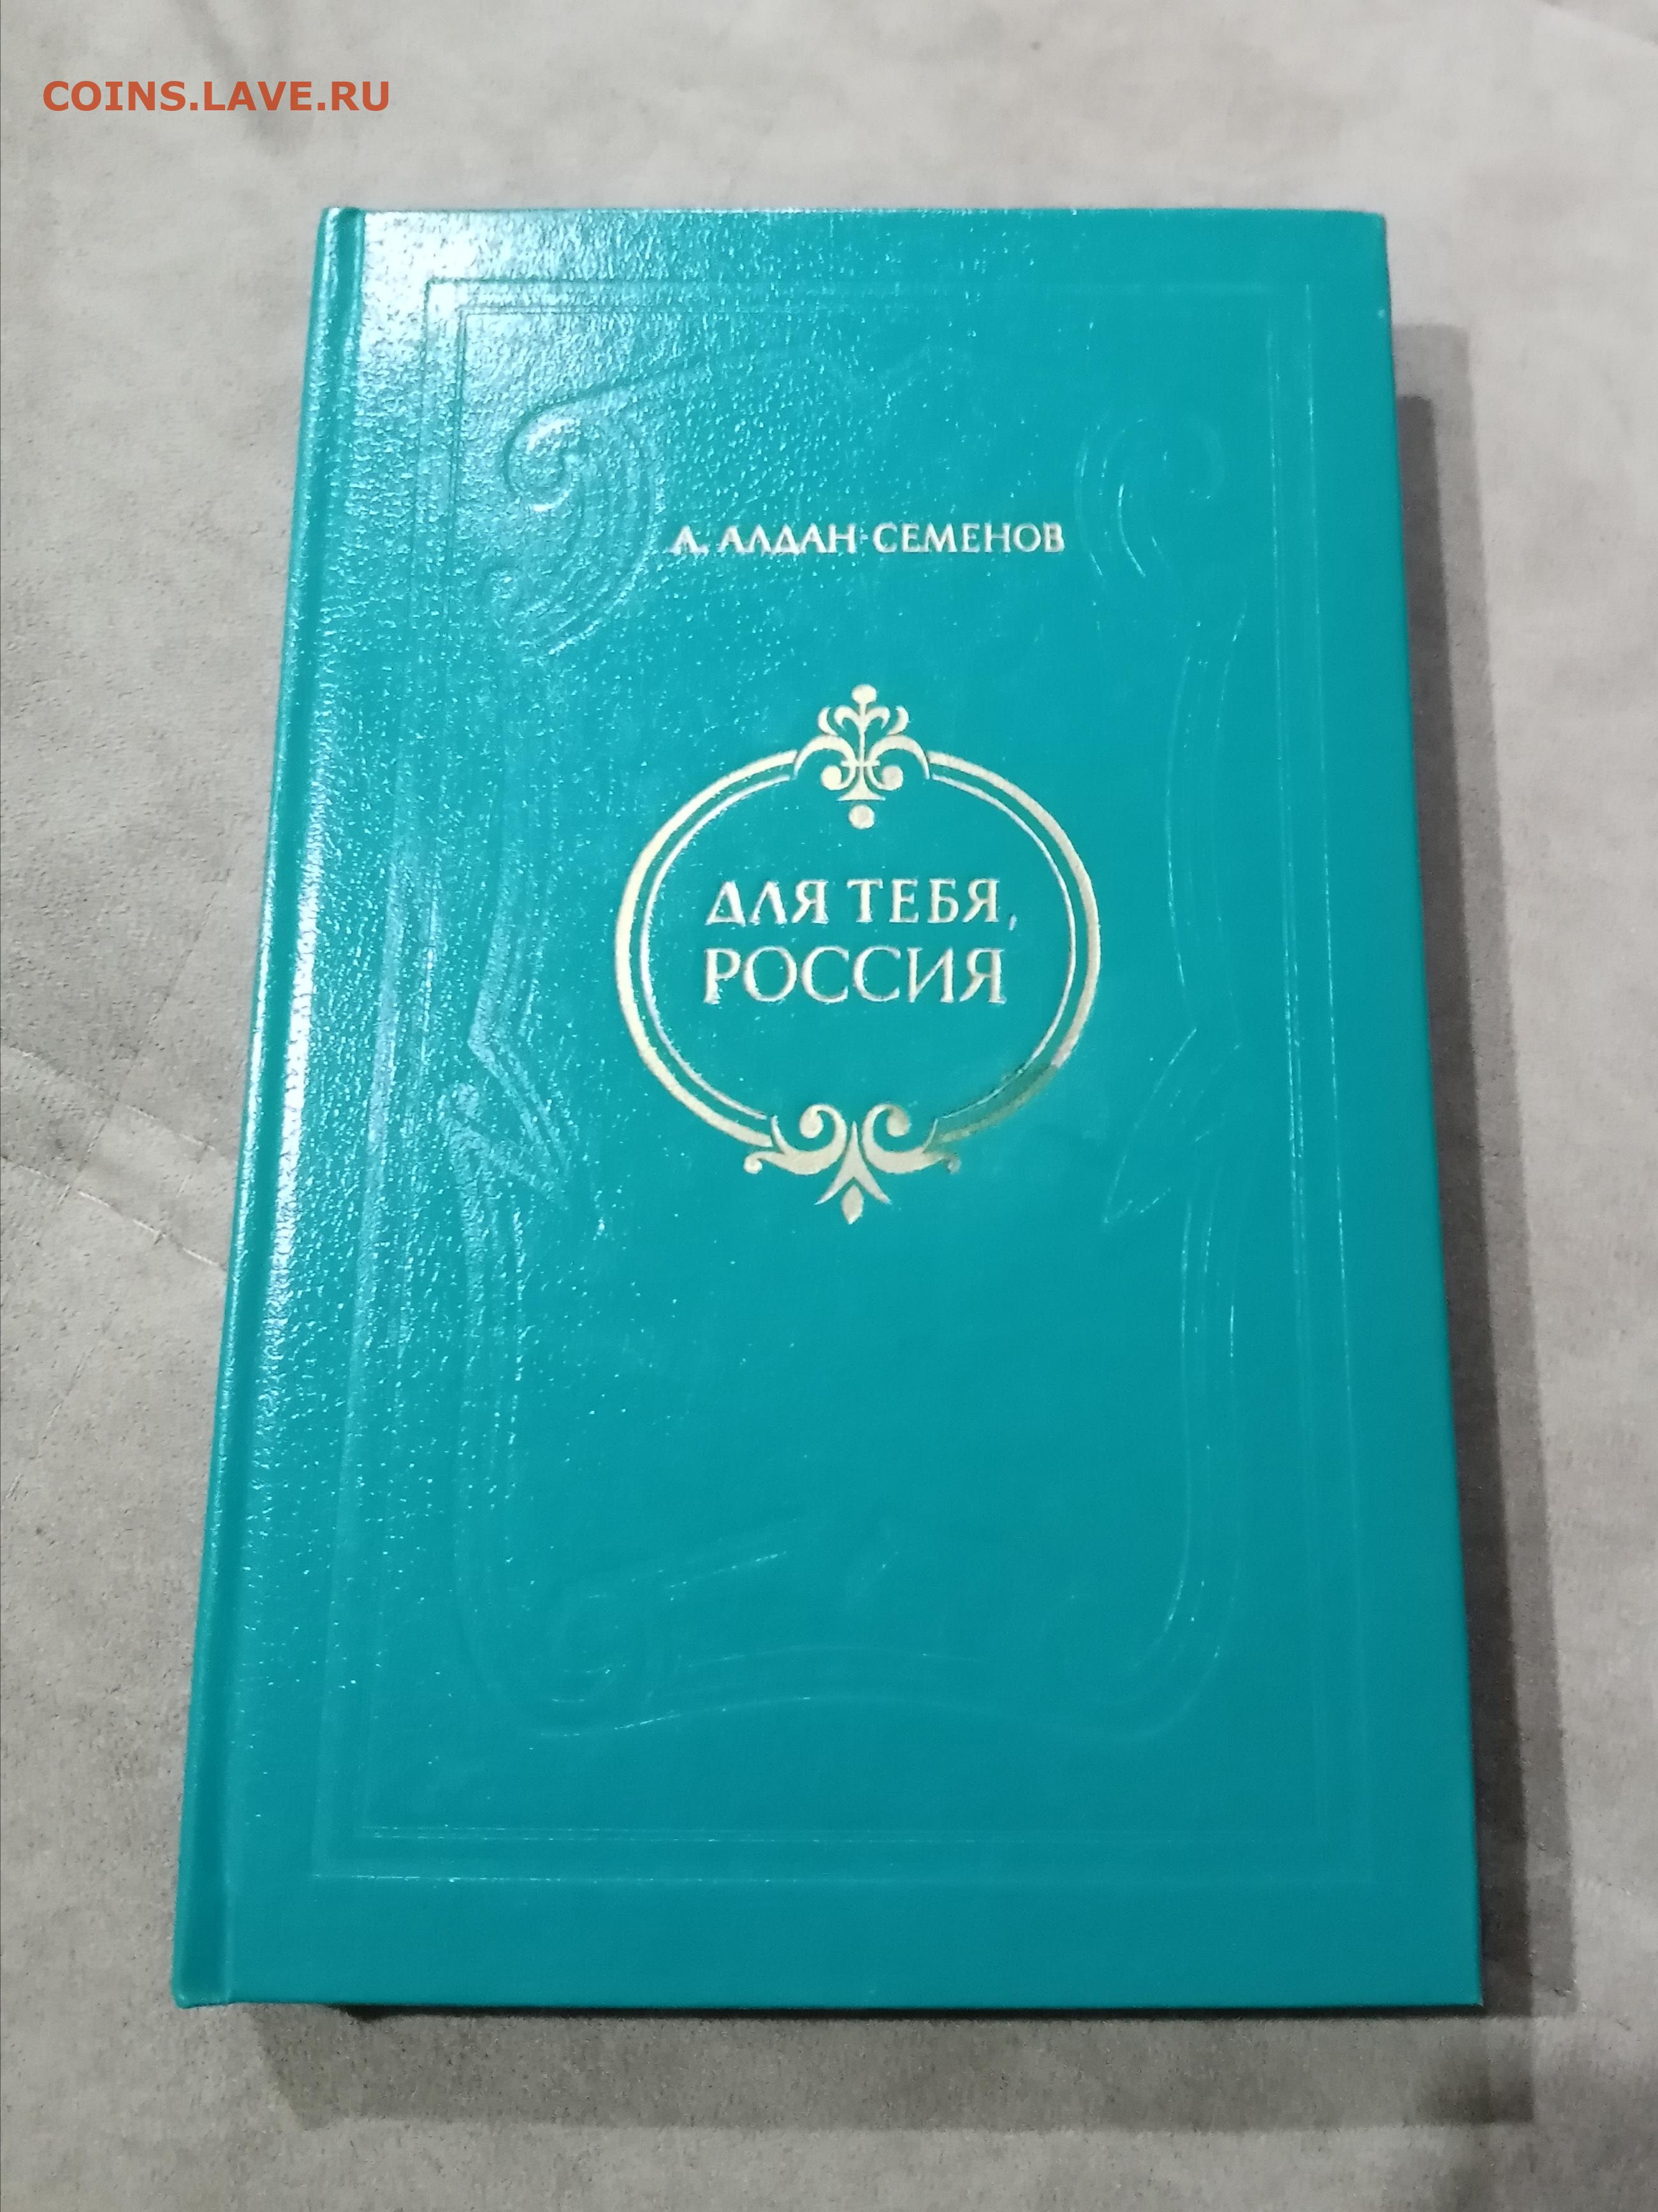 COINS.LAVE.RU
А. АЛДАН-СЕМЕНОВ
ДЛЯ ТЕБЯ,
РОССИЯ